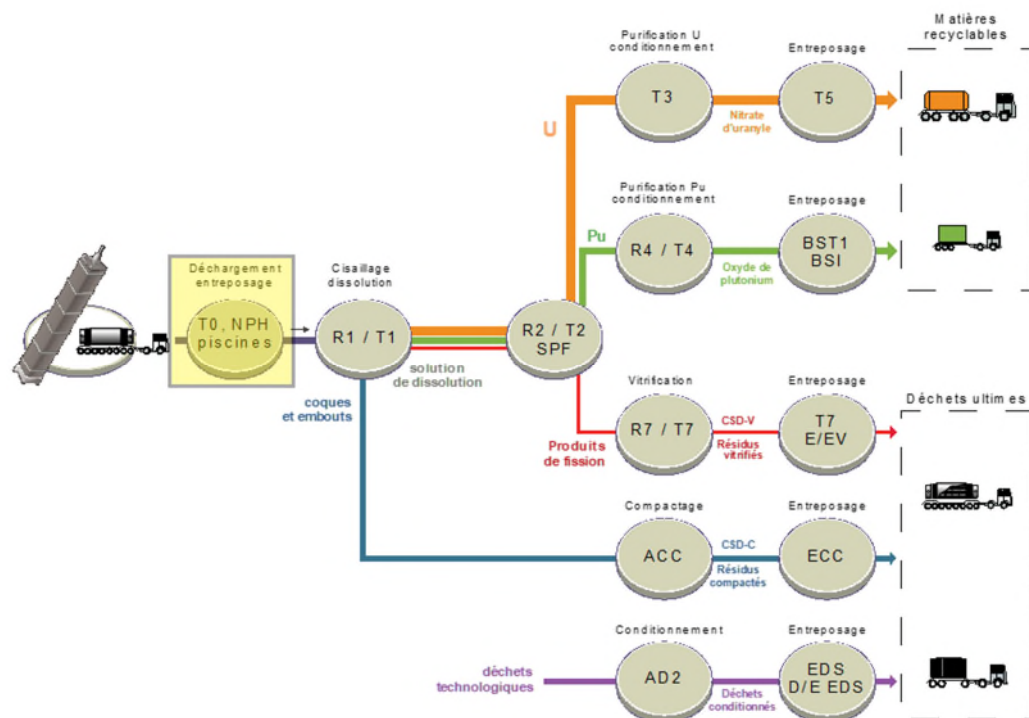 Matières
recyclables
Purification U
conditionnement
Entreposage
T3
Nitrate
d'uranyle
T5
U
Purification Pu
conditionnement
Entreposage
Pu
R4 / T4
Oxyde de
plutonium
BST1
BSI
Déchargement
entreposage
T0, NPH
piscines
Cisaillage
dissolution
R1 / T1
solution
de dissolution
R2 / T2
SPF
coques
et embouts
Vitrification
Entreposage
Déchets ultimes
Produits
de fission
R7 / T7
CSD-V
Résidus
vitrifiés
T7
E/EV
Compactage
Entreposage
ACC
CSD-C
Résidus
compactés
ECC
Conditionnement
Entreposage
déchets
technologiques
AD2
Déchets
conditionnés
EDS
D/E EDS